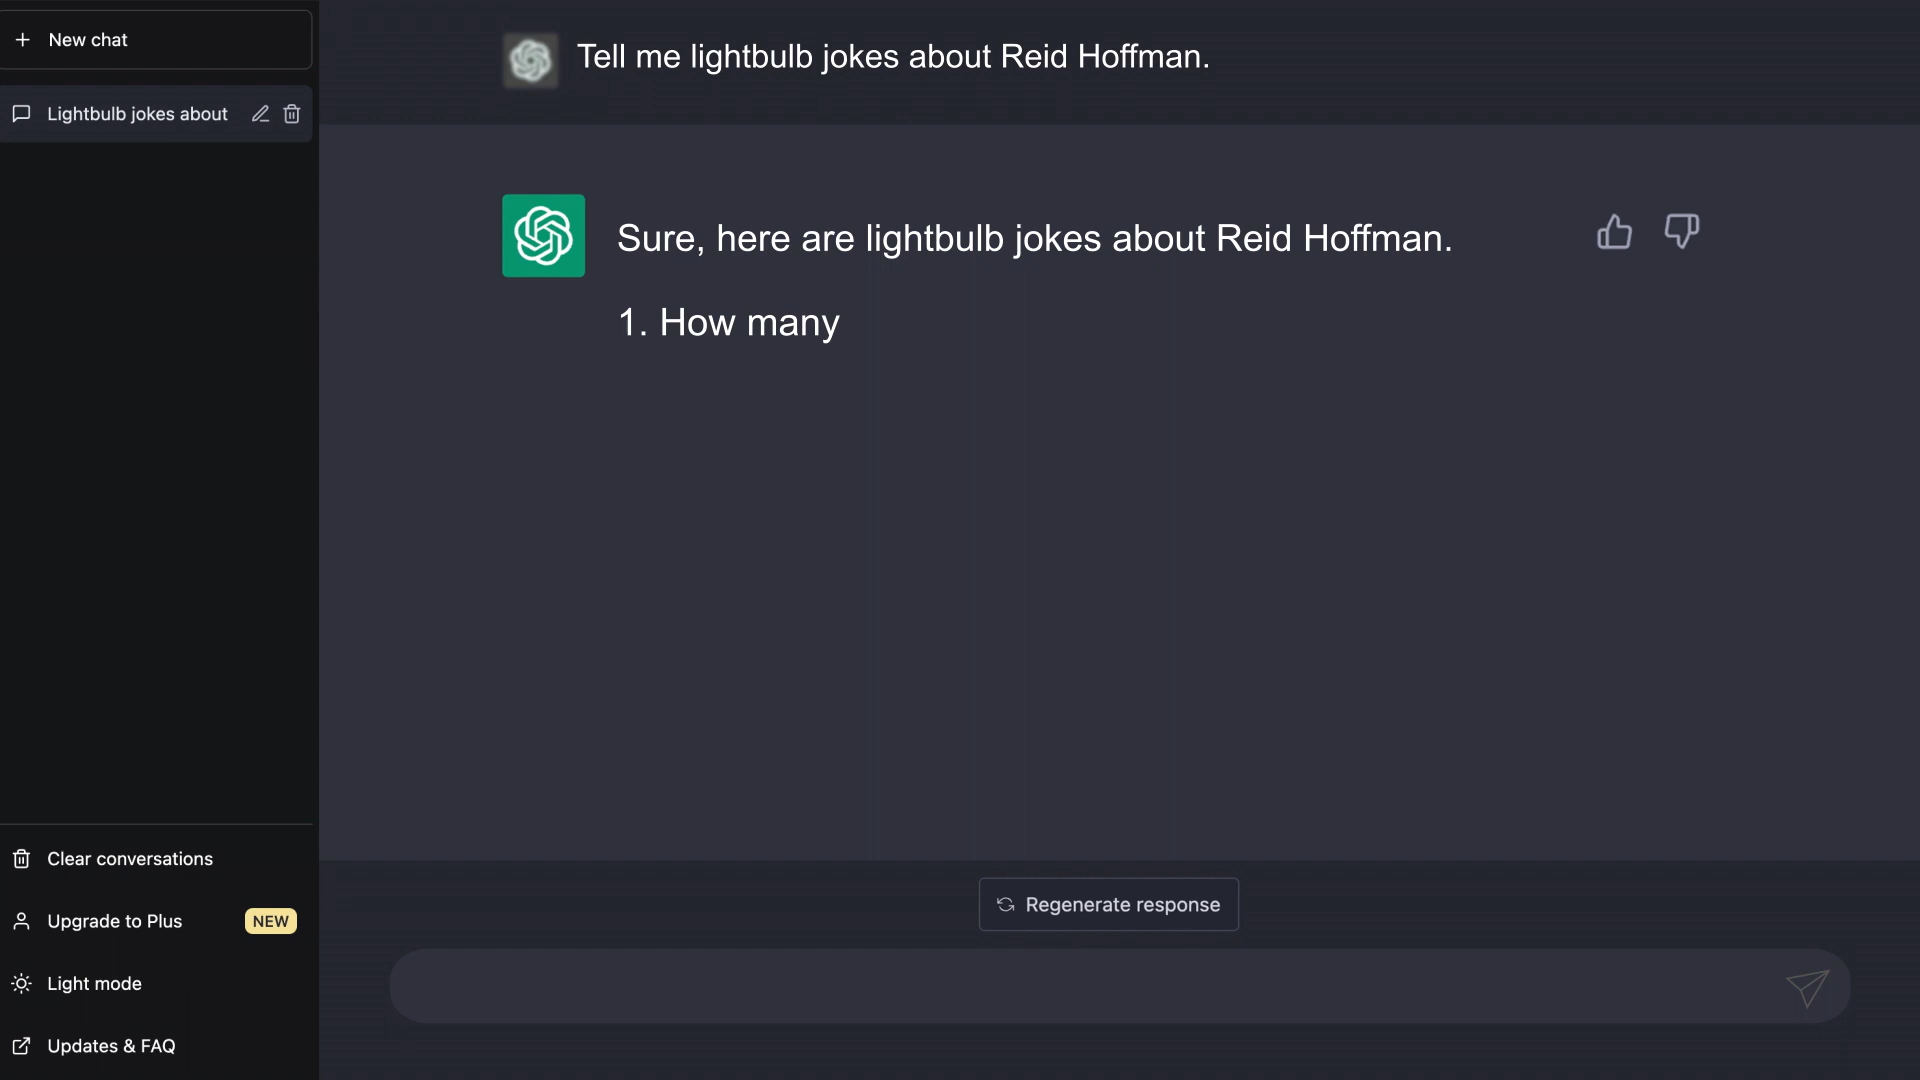 New chat
Lightbulb jokes about
Tell me lightbulb jokes about Reid Hoffman.
Sure, here are lightbulb jokes about Reid Hoffman.
1. How many
Regenerate response
Clear conversations
Upgrade to Plus NEW
Light mode
Updates & FAQ